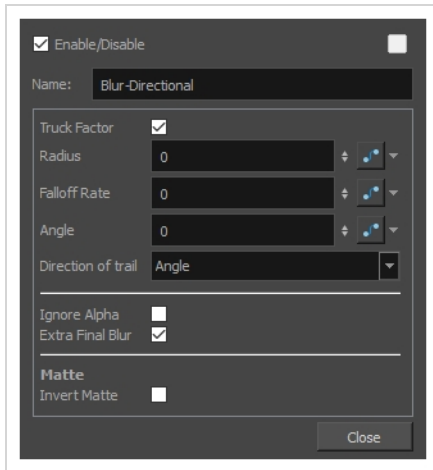 Enable/Disable
Name: Blur-Directional
Truck Factor
Radius 0
Falloff Rate 0
Angle 0
Direction of trail Angle
Ignore Alpha
Extra Final Blur
Matte
Invert Matte
Close